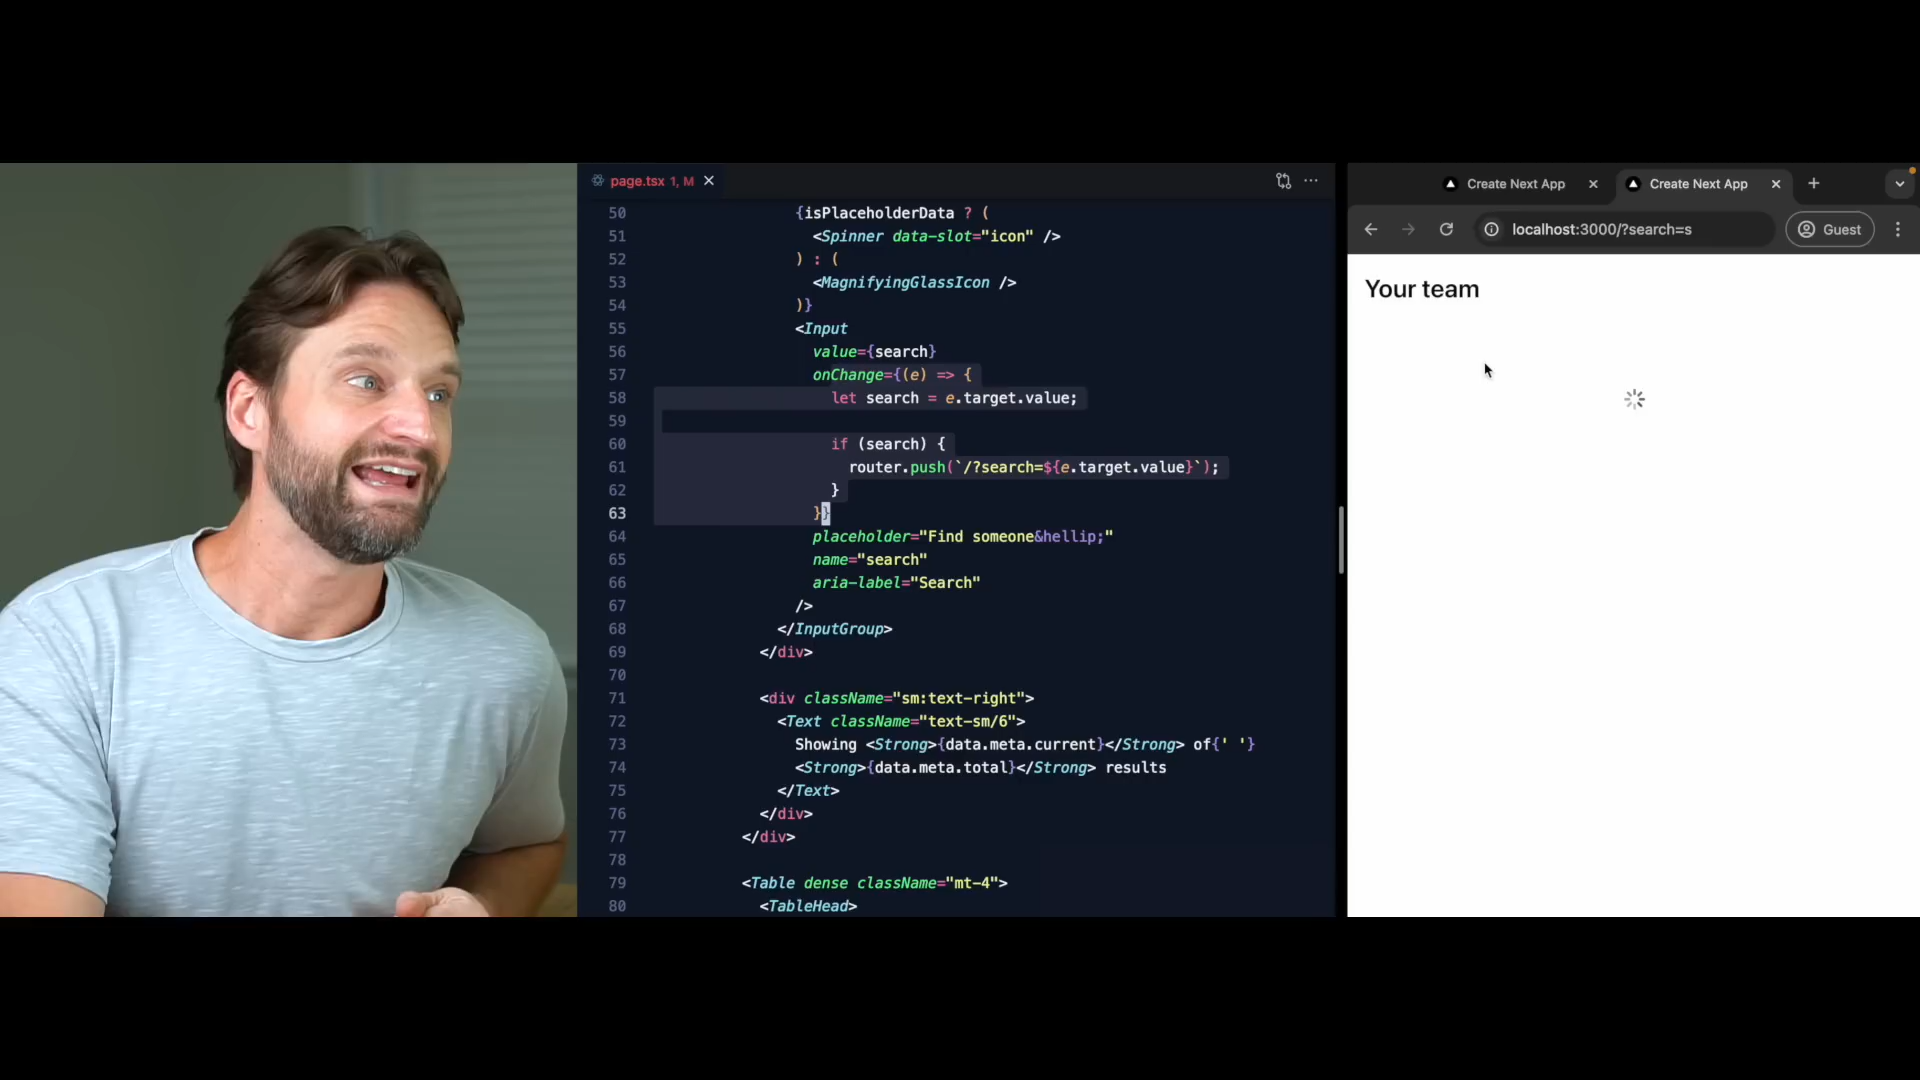 page.tsx 1, M
50 {isPlaceholderData ? (
51 <Spinner data-slot="icon" />
52 ) : (
53 <MagnifyingGlassIcon />
54 )}
55 <Input
56 value={search}
57 onChange={(e) => {
58 let search = e.target.value;
59
60 if (search) {
61 router.push(`/?search=${e.target.value}`);
62 }
63 }}
64 placeholder="Find someone&hellip;"
65 name="search"
66 aria-label="Search"
67 />
68 </InputGroup>
69 </div>
70
71 <div className="sm:text-right">
72 <Text className="text-sm/6">
73 Showing <Strong>{data.meta.current}</Strong> of{' '}
74 <Strong>{data.meta.total}</Strong> results
75 </Text>
76 </div>
77 </div>
78
79 <Table dense className="mt-4">
80 <TableHead>
Create Next App
Create Next App
localhost:3000/?search=s
Guest
Your team